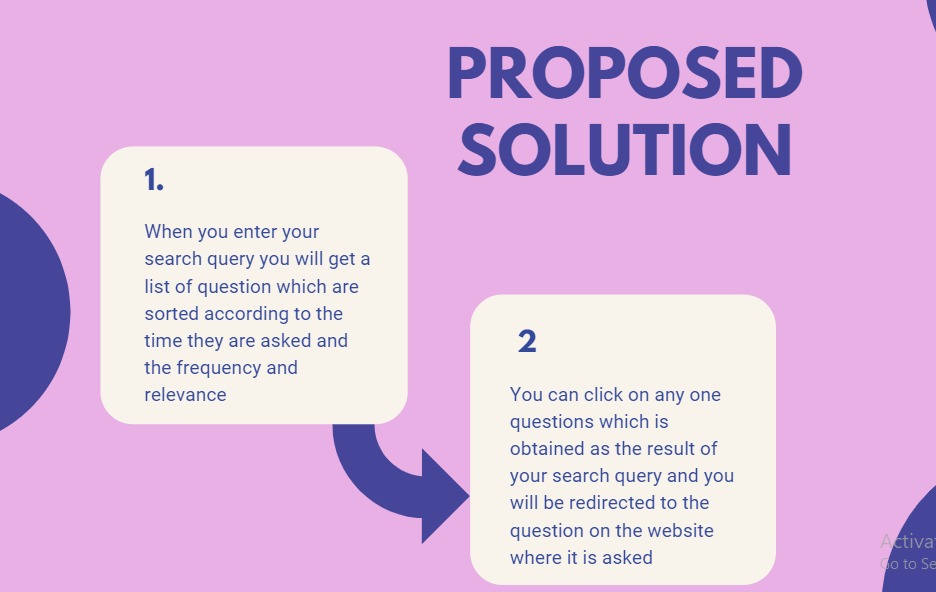 PROPOSED
SOLUTION
1.
When you enter your
search query you will get a
list of question which are
sorted according to the
time they are asked and
the frequency and
relevance
2
You can click on any one
questions which is
obtained as the result of
your search query and you
will be redirected to the
question on the website
where it is asked
Go to